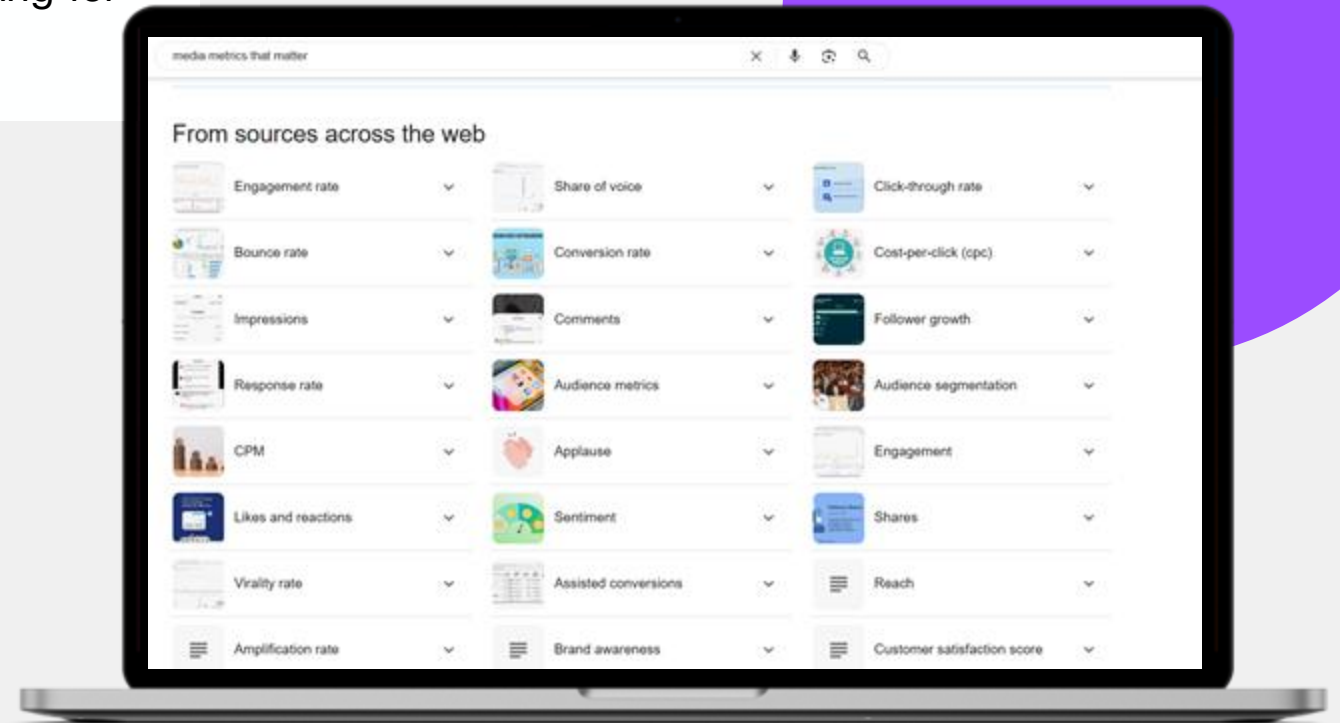 media metrics that matter
From sources across the web
Engagement rate
Share of voice
Click-through rate
Bounce rate
Conversion rate
Cost-per-click (cpc)
Impressions
Comments
Follower growth
Response rate
Audience metrics
Audience segmentation
CPM
Applause
Engagement
Likes and reactions
Sentiment
Shares
Virality rate
Assisted conversions
Reach
Amplification rate
Brand awareness
Customer satisfaction score